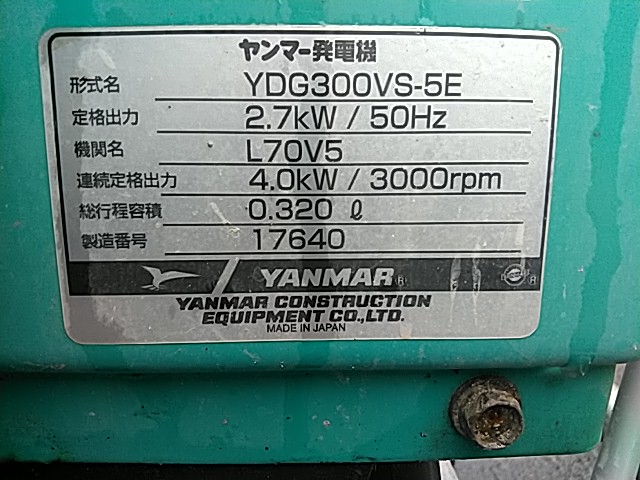 ヤンマー発電機
形式名 YDG300VS-5E
定格出力 2.7kW / 50Hz
機関名 L70V5
連続定格出力 4.0kW / 3000rpm
総行程容積 0.320 ℓ
製造番号 17640
YANMAR ® ®
YANMAR CONSTRUCTION
EQUIPMENT CO.,LTD.
MADE IN JAPAN